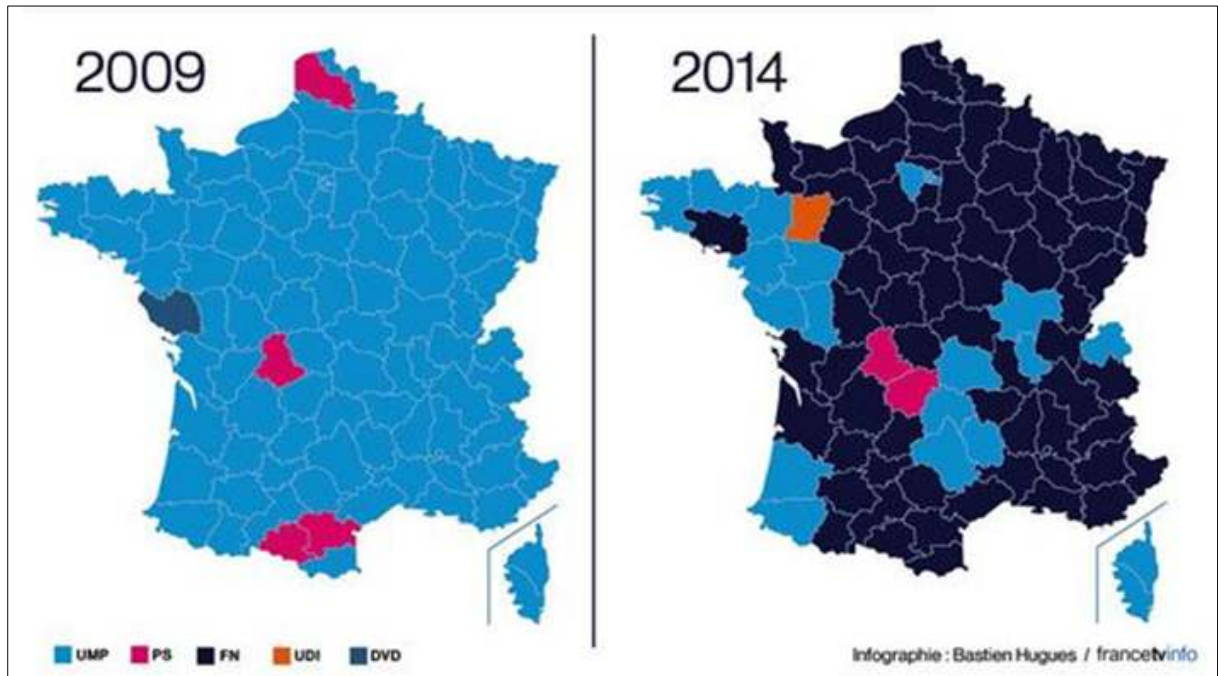 2009
2014
UMP PS FN UDI DVD
Infographie : Bastien Hugues / francetvinfo